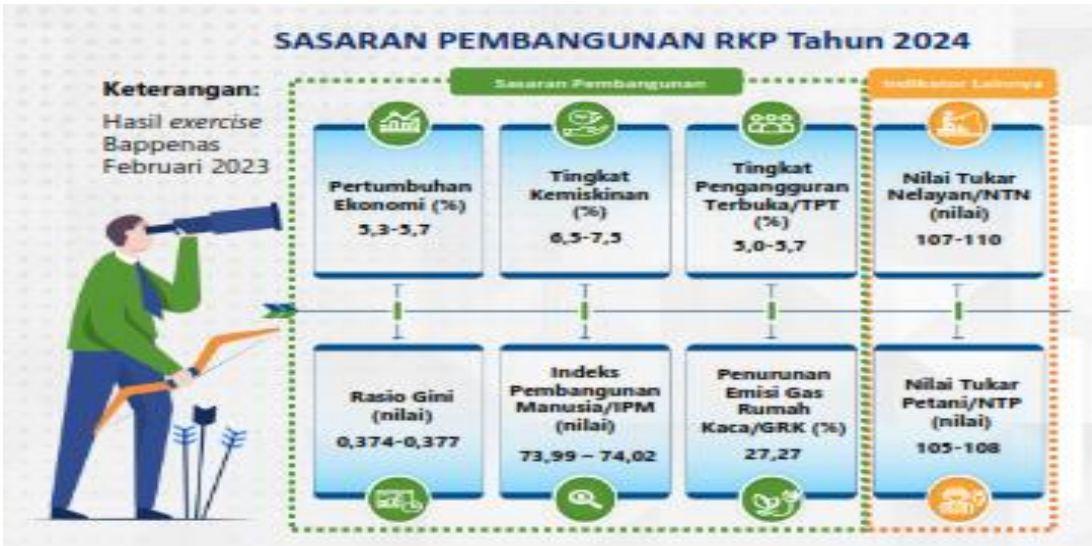 SASARAN PEMBANGUNAN RKP Tahun 2024
Keterangan:
Hasil exercise
Bappenas
Februari 2023
Sasaran Pembangunan
Indikator Lainnya
Pertumbuhan
Ekonomi (%)
5,3-5,7
Tingkat
Kemiskinan
(%)
6,5-7,5
Tingkat
Pengangguran
Terbuka/TPT
(%)
5,0-5,7
Nilai Tukar
Nelayan/NTN
(nilai)
107-110
Rasio Gini
(nilai)
0,374-0,377
Indeks
Pembangunan
Manusia/IPM
(nilai)
73,99 – 74,02
Penurunan
Emisi Gas
Rumah
Kaca/GRK (%)
27,27
Nilai Tukar
Petani/NTP
(nilai)
105-108